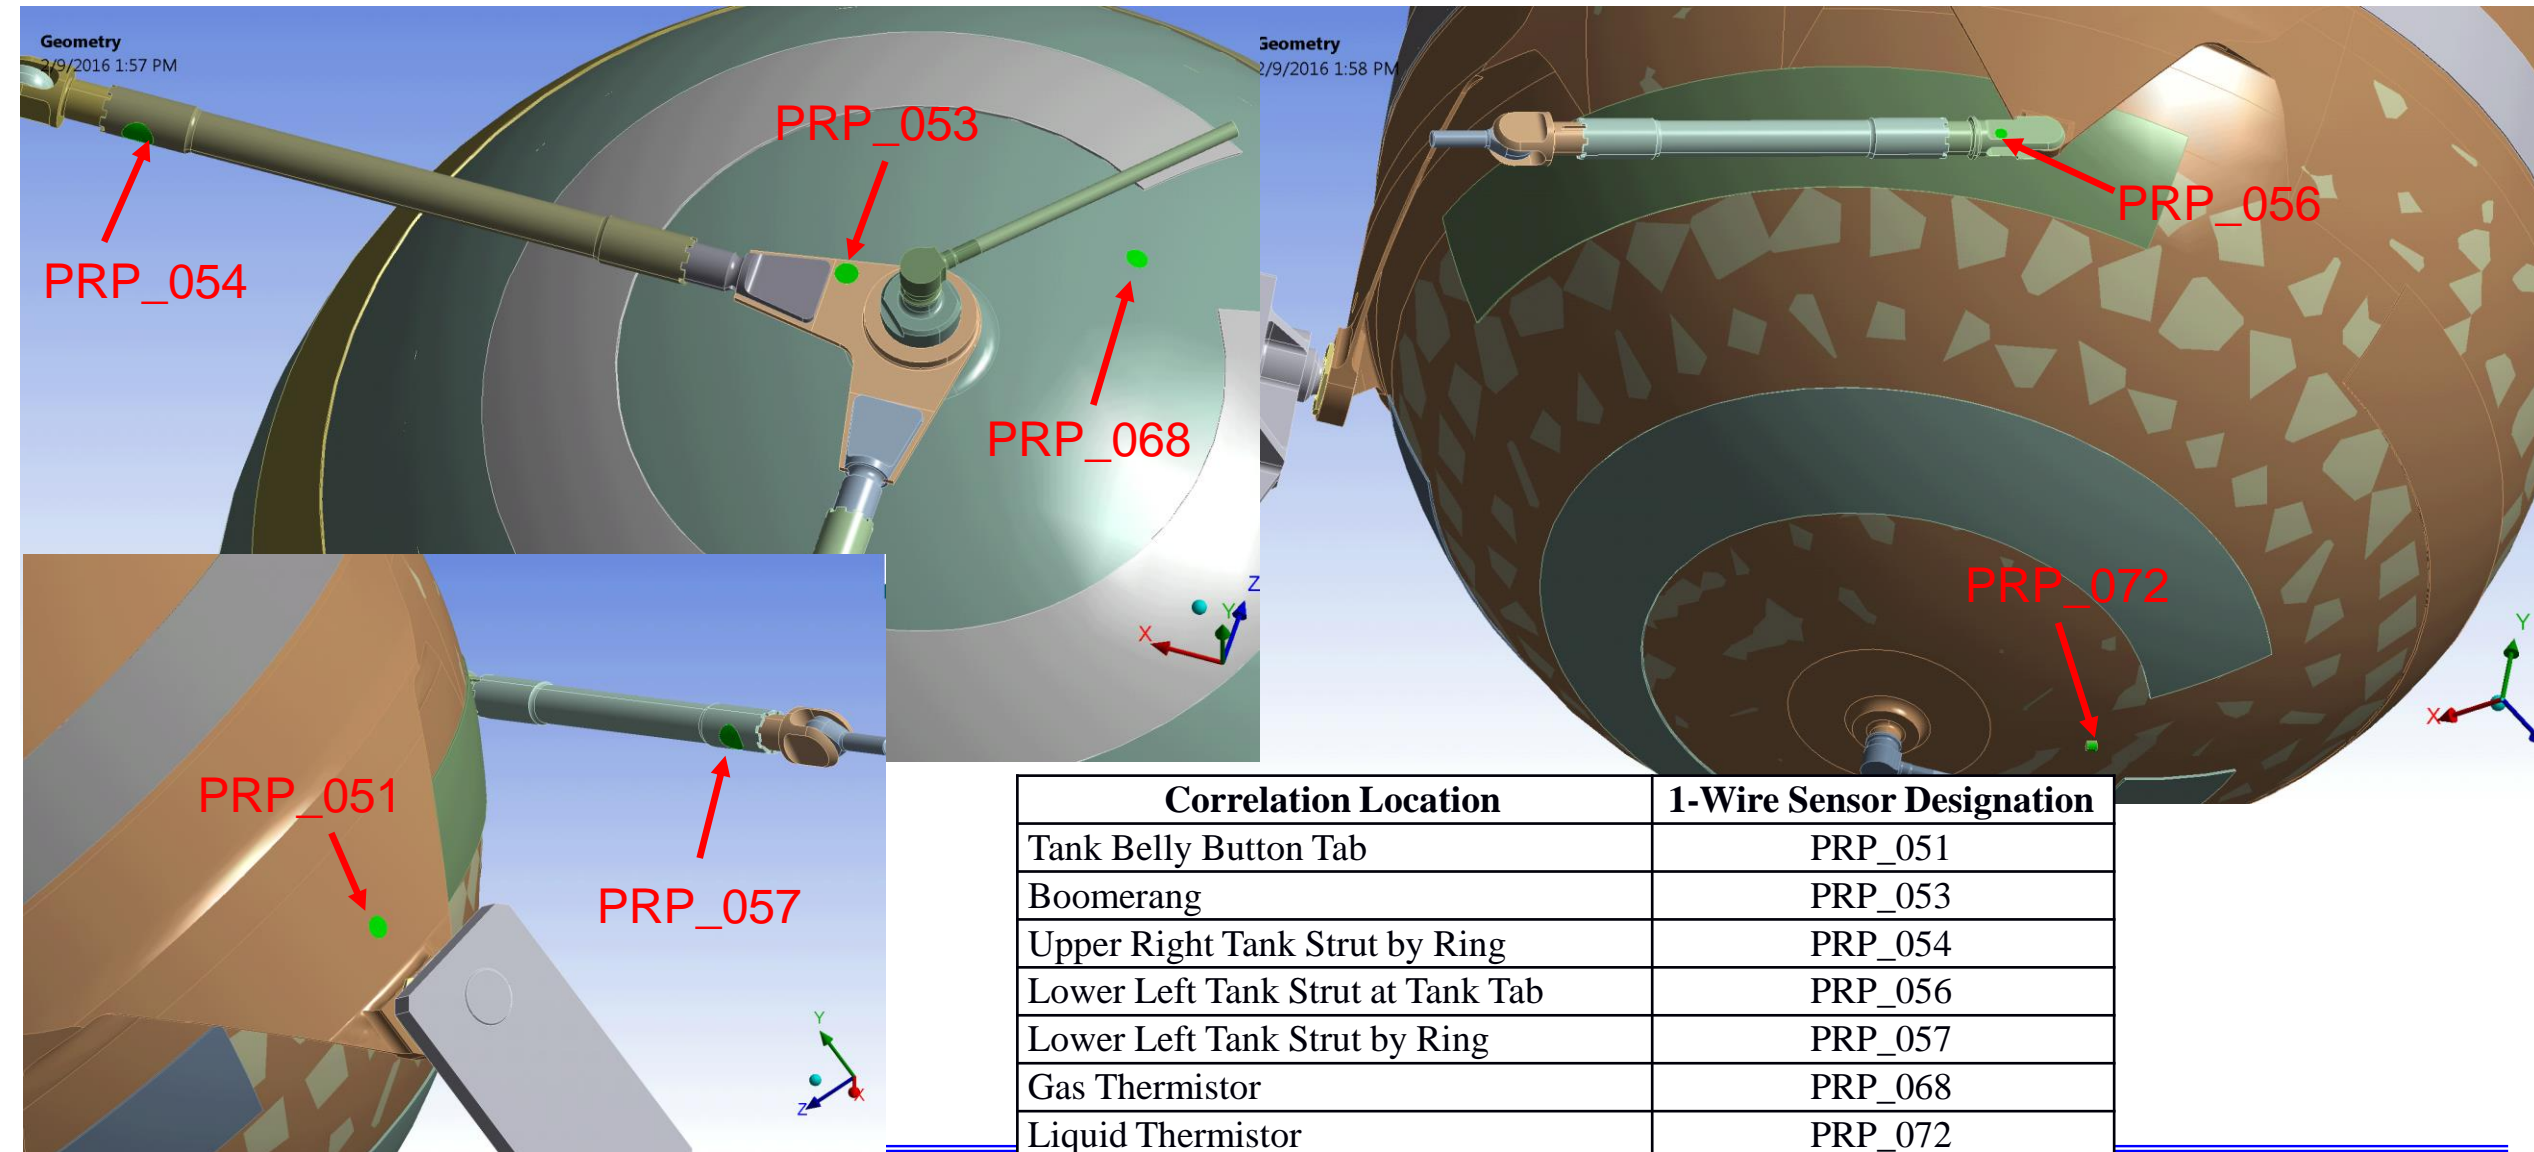 Geometry
2/9/2016 1:57 PM
PRP_053
PRP_054
PRP_068
Z
Y
X
Geometry
2/9/2016 1:58 PM
PRP_056
PRP_072
Y
X
PRP_051
PRP_057
Y
Z
X
Correlation Location 1-Wire Sensor Designation
Tank Belly Button Tab PRP_051
Boomerang PRP_053
Upper Right Tank Strut by Ring PRP_054
Lower Left Tank Strut at Tank Tab PRP_056
Lower Left Tank Strut by Ring PRP_057
Gas Thermistor PRP_068
Liquid Thermistor PRP_072